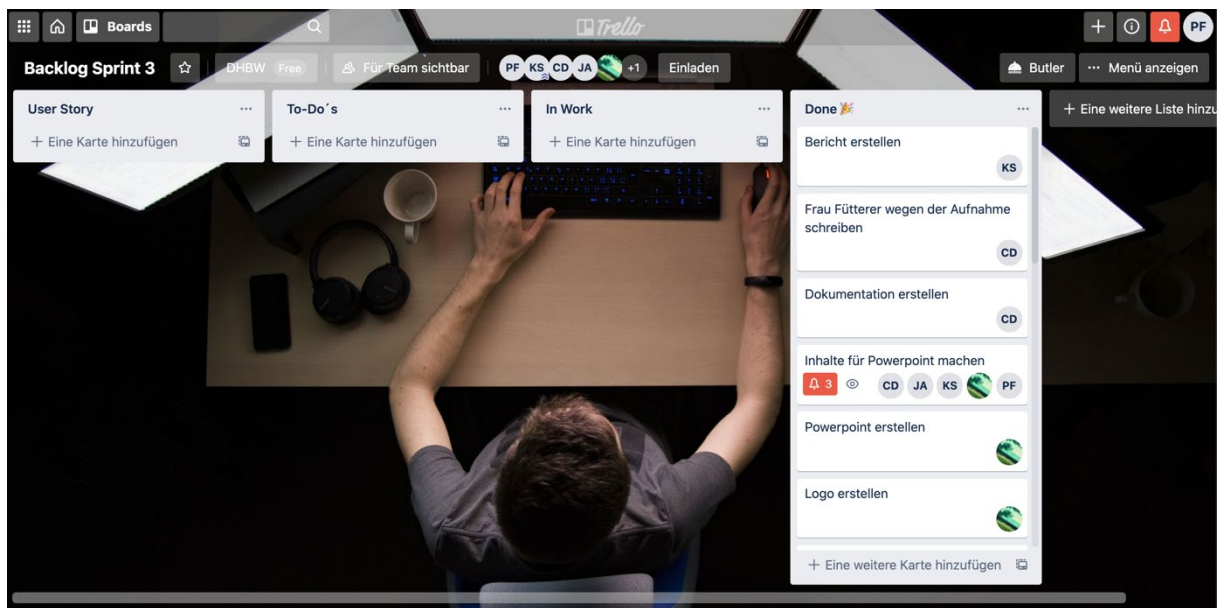 Boards
Trello
PF
Backlog Sprint 3
DHBW Free
Für Team sichtbar
PF KS CD JA +1
Einladen
Butler
··· Menü anzeigen
User Story ···
+ Eine Karte hinzufügen
To-Do´s ···
+ Eine Karte hinzufügen
In Work ···
+ Eine Karte hinzufügen
Done 🎉 ···
Bericht erstellen
KS
Frau Fütterer wegen der Aufnahme
schreiben
CD
Dokumentation erstellen
CD
Inhalte für Powerpoint machen
3 CD JA KS PF
Powerpoint erstellen
Logo erstellen
+ Eine weitere Karte hinzufügen
+ Eine weitere Liste hinzu